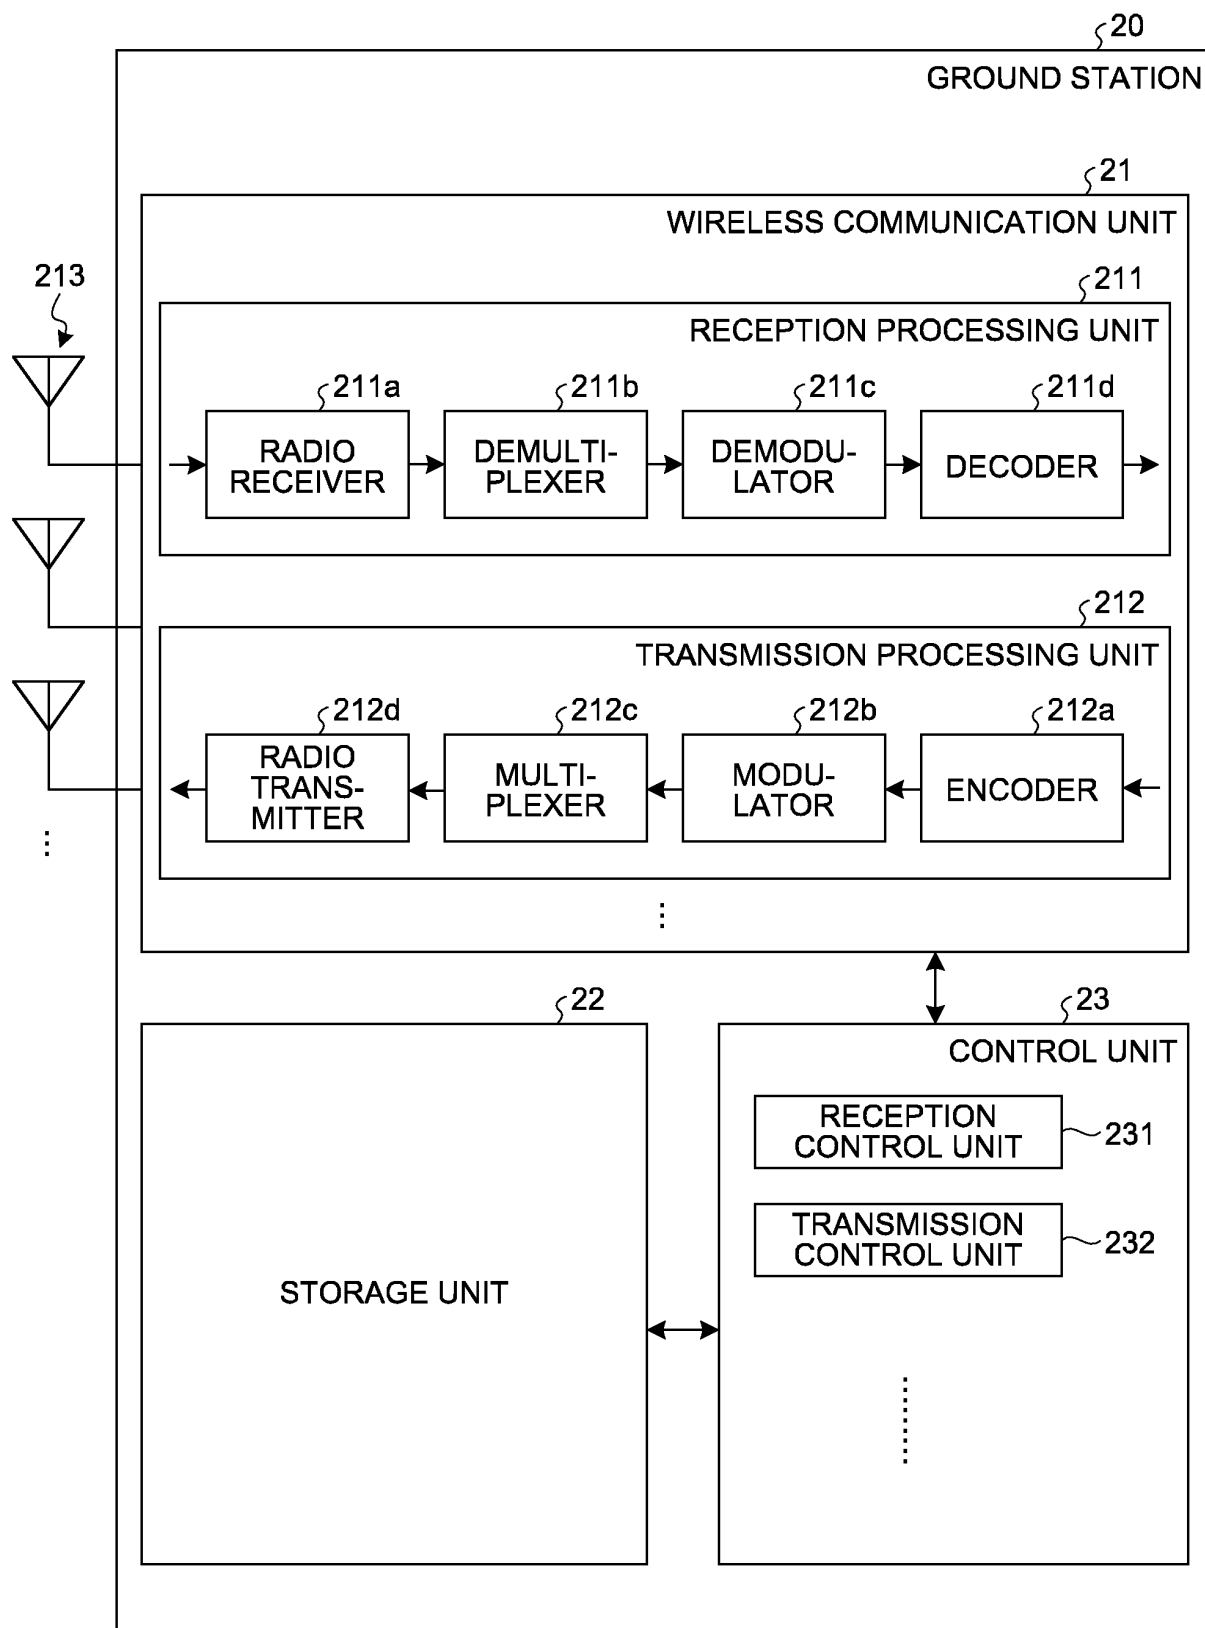 20
GROUND STATION
21
WIRELESS COMMUNICATION UNIT
213
211
RECEPTION PROCESSING UNIT
211a
211b
211c
211d
RADIO
RECEIVER
DEMULTI-
PLEXER
DEMODU-
LATOR
DECODER
212
TRANSMISSION PROCESSING UNIT
212d
212c
212b
212a
RADIO
TRANS-
MITTER
MULTI-
PLEXER
MODU-
LATOR
ENCODER
22
STORAGE UNIT
23
CONTROL UNIT
RECEPTION
CONTROL UNIT
231
TRANSMISSION
CONTROL UNIT
232